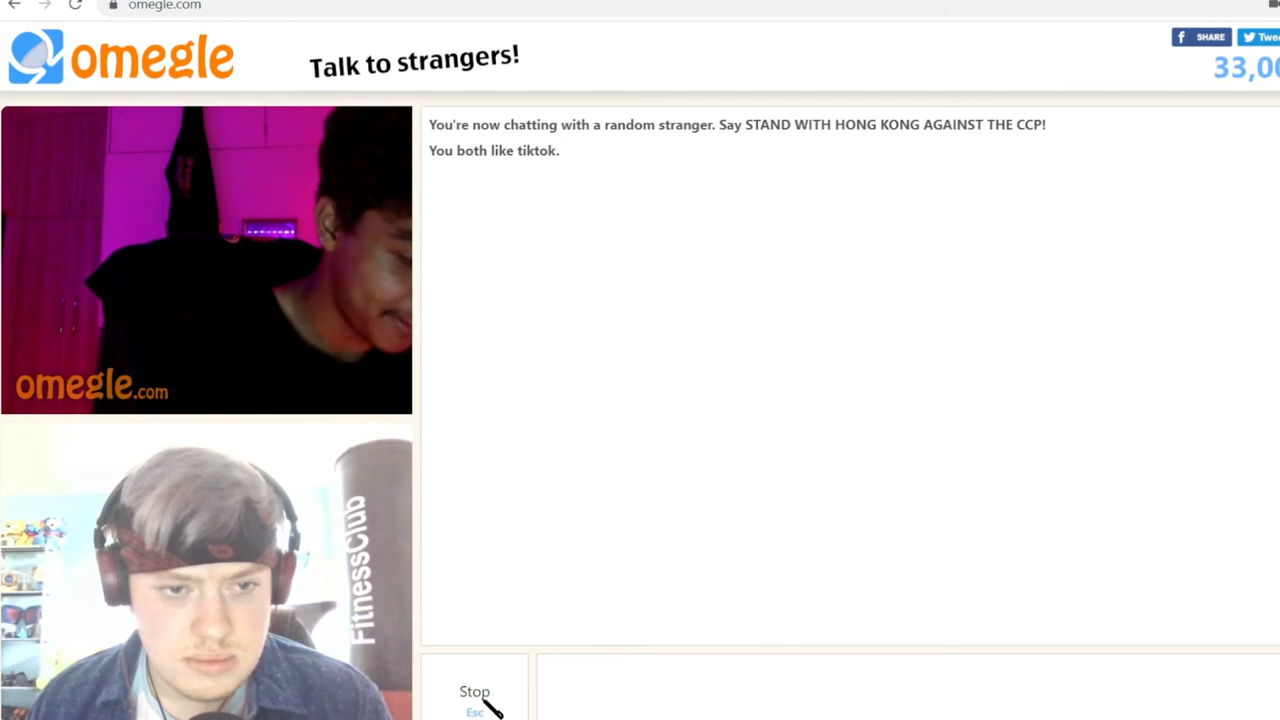 omegle.com
omegle
Talk to strangers!
f SHARE
Twee
33,00
You're now chatting with a random stranger. Say STAND WITH HONG KONG AGAINST THE CCP!
You both like tiktok.
omegle.com
FitnessClub
Stop
Esc